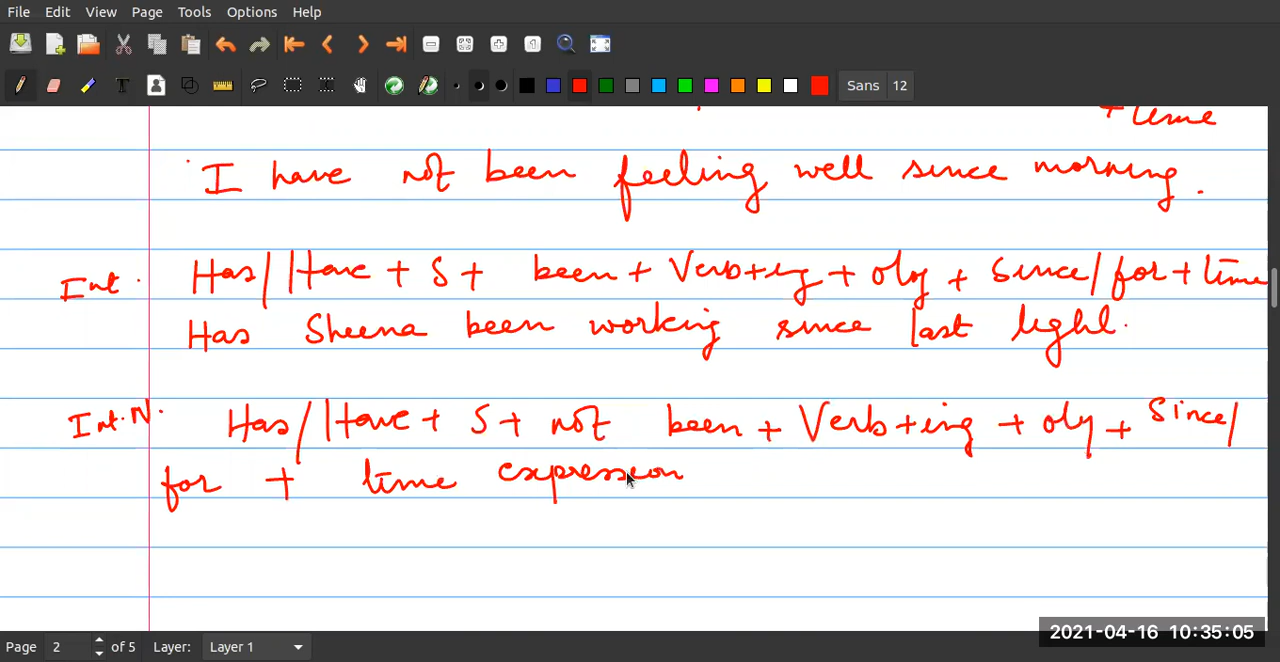 File Edit View Page Tools Options Help
Sans 12
+ time
I have not been feeling well since morning.
Int. Has/Have + S + been + Verb+ing + obj + Since/for + time
Has Sheena been working since last light.
Int. N. Has/Have + S + not been + Verb+ing + obj + Since/
for + time expression
2021-04-16 10:35:05
Page 2 of 5 Layer: Layer 1